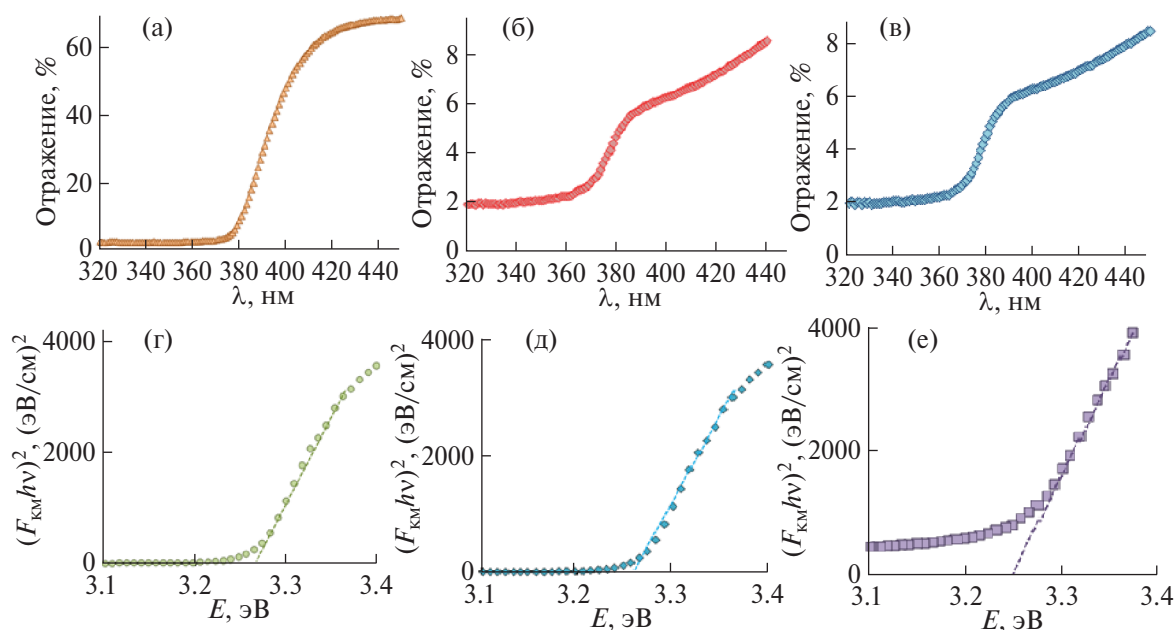 (а)
Отражение, %
60
40
20
0
320 340 360 380 400 420 440
λ, нм
(б)
Отражение, %
8
6
4
2
0
320 340 360 380 400 420 440
λ, нм
(в)
Отражение, %
8
6
4
2
0
320 340 360 380 400 420 440
λ, нм
(г)
(Fкмhν)², (эВ/см)²
4000
2000
0
3.1 3.2 3.3 3.4
E, эВ
(д)
(Fкмhν)², (эВ/см)²
4000
2000
0
3.1 3.2 3.3 3.4
E, эВ
(е)
(Fкмhν)², (эВ/см)²
4000
2000
0
3.1 3.2 3.3 3.4
E, эВ